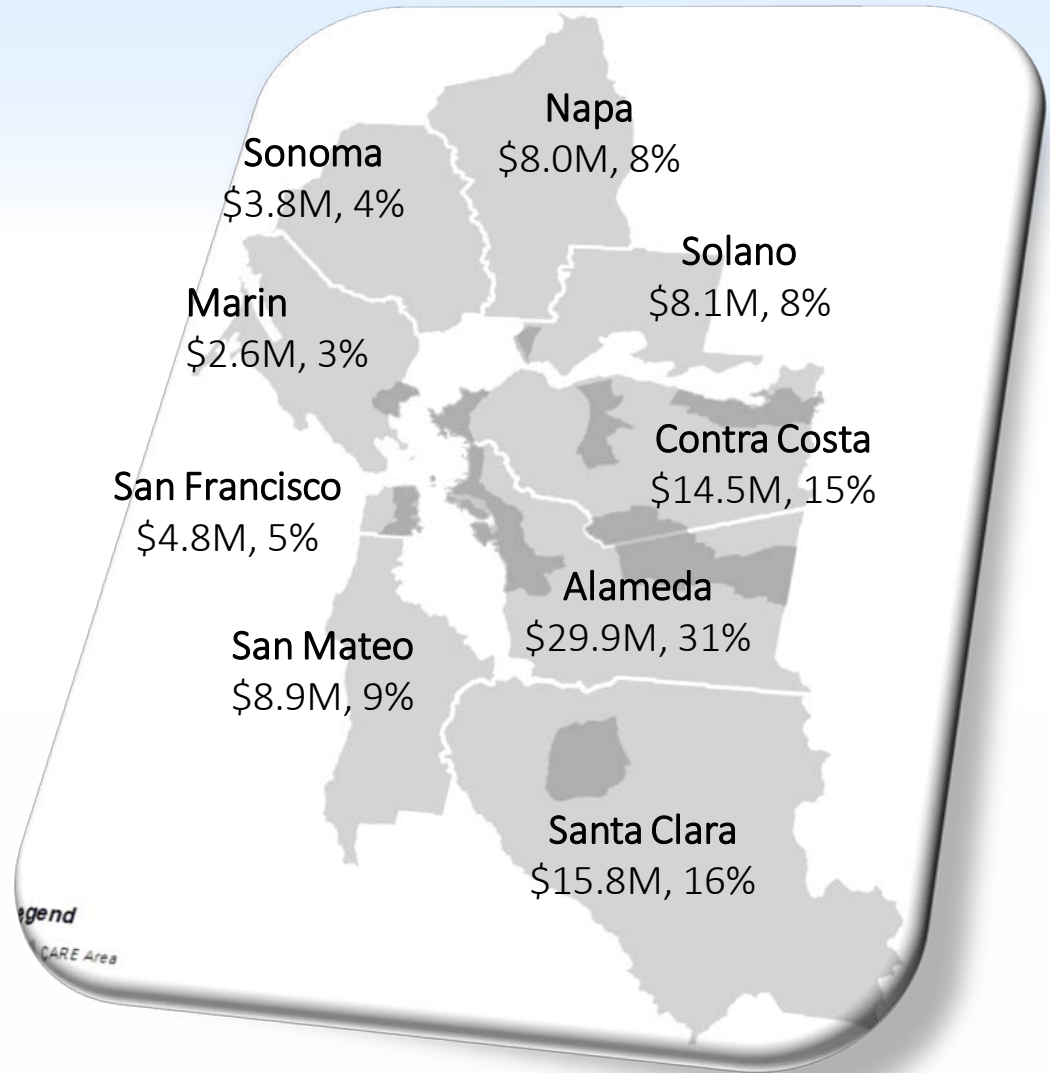 Napa
$8.0M, 8%
Sonoma
$3.8M, 4%
Solano
$8.1M, 8%
Marin
$2.6M, 3%
Contra Costa
$14.5M, 15%
San Francisco
$4.8M, 5%
Alameda
$29.9M, 31%
San Mateo
$8.9M, 9%
Santa Clara
$15.8M, 16%
egend
CARE Area